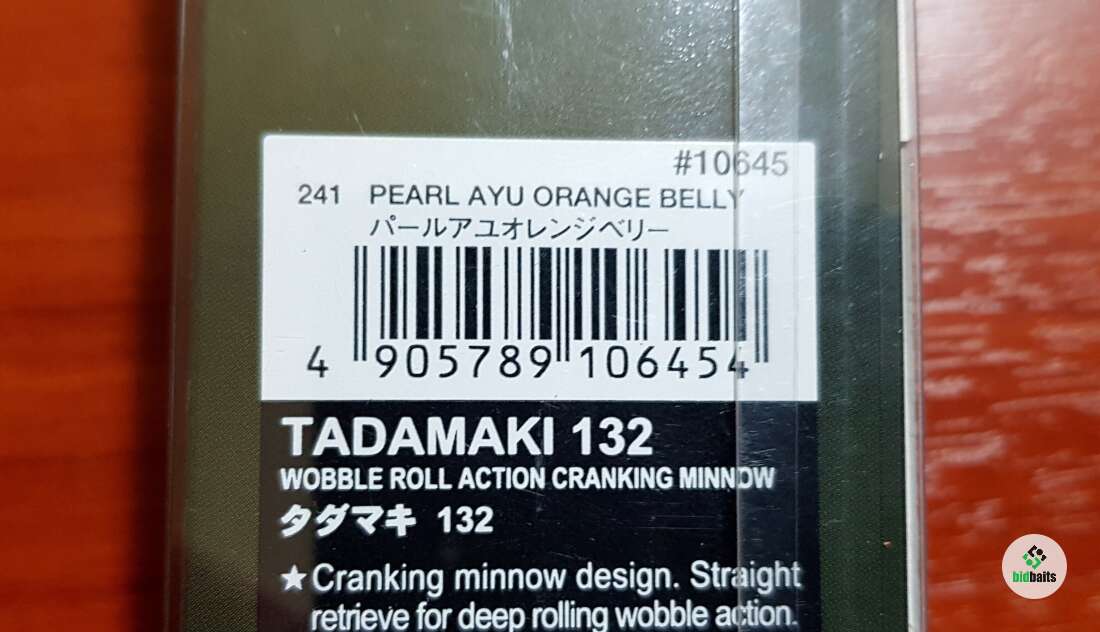 #10645
241 PEARL AYU ORANGE BELLY
パールアユオレンジベリー
4 905789 106454
TADAMAKI 132
WOBBLE ROLL ACTION CRANKING MINNOW
タダマキ 132
★Cranking minnow design. Straight
retrieve for deep rolling wobble action.
bidbaits